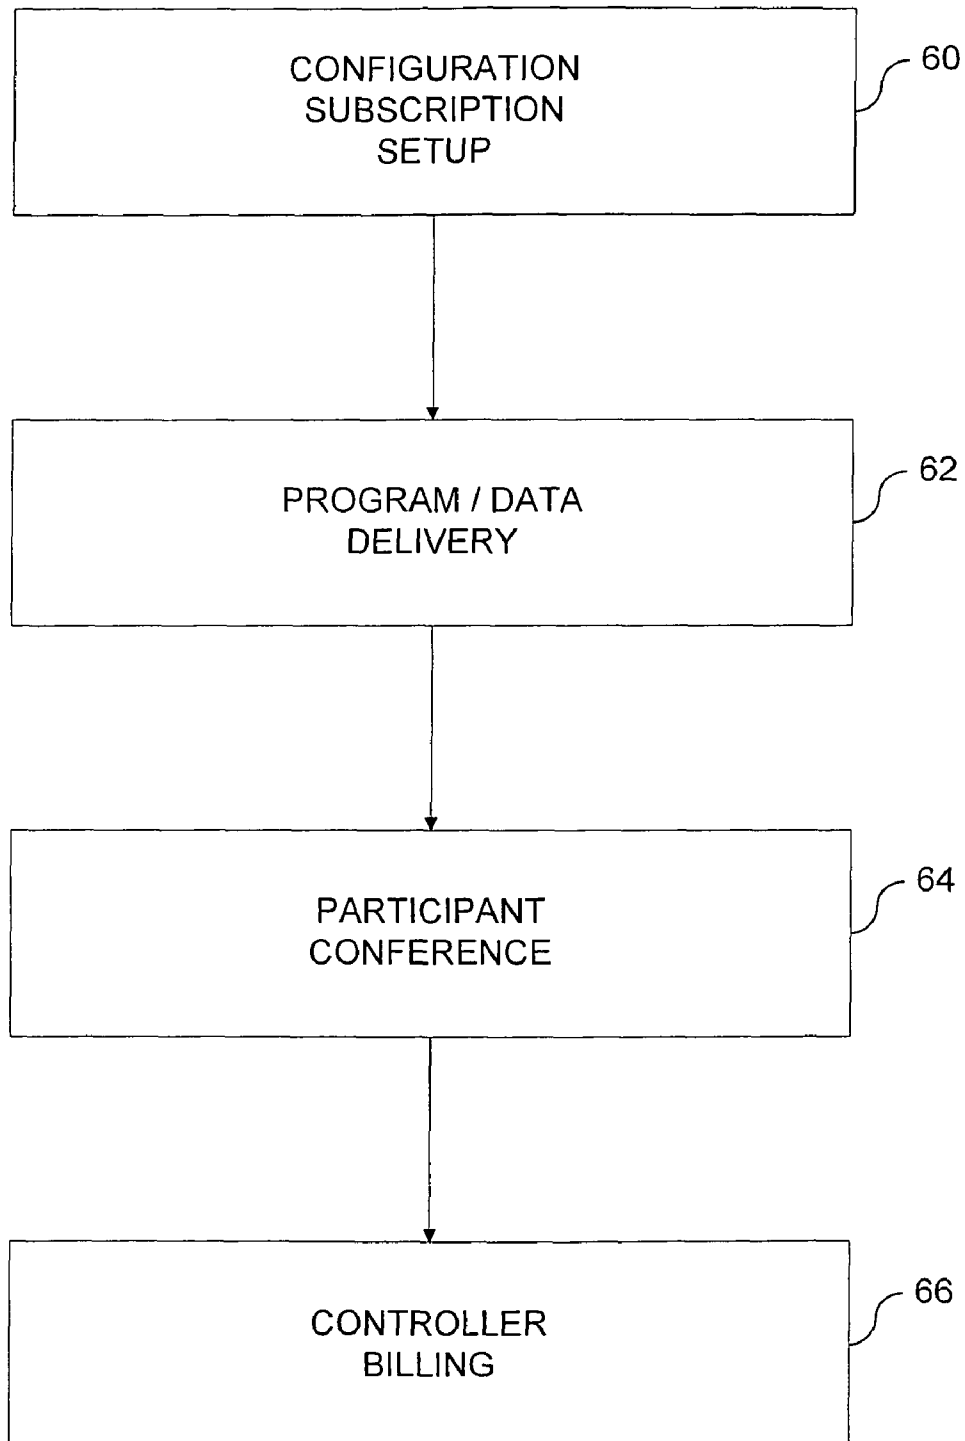 CONFIGURATION
SUBSCRIPTION
SETUP
60
PROGRAM / DATA
DELIVERY
62
PARTICIPANT
CONFERENCE
64
CONTROLLER
BILLING
66